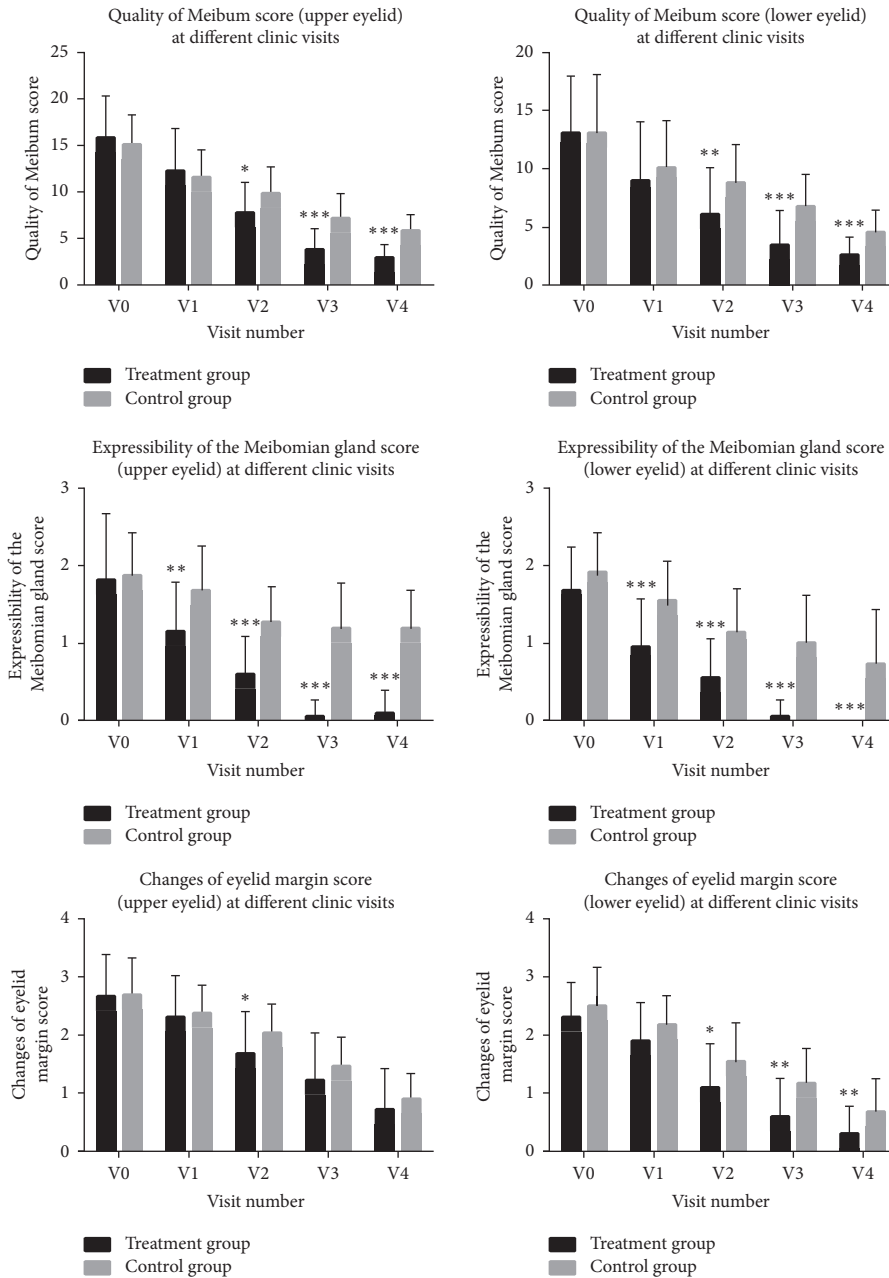 Quality of Meibum score (upper eyelid)
at different clinic visits
Quality of Meibum score
25
20
15
10
5
0
*
***
***
V0 V1 V2 V3 V4
Visit number
Treatment group
Control group
Quality of Meibum score (lower eyelid)
at different clinic visits
Quality of Meibum score
20
15
10
5
0
**
***
***
V0 V1 V2 V3 V4
Visit number
Treatment group
Control group
Expressibility of the Meibomian gland score
(upper eyelid) at different clinic visits
Expressibility of the
Meibomian gland score
3
2
1
0
**
***
***
***
V0 V1 V2 V3 V4
Visit number
Treatment group
Control group
Expressibility of the Meibomian gland score
(lower eyelid) at different clinic visits
Expressibility of the
Meibomian gland score
3
2
1
0
***
***
***
***
V0 V1 V2 V3 V4
Visit number
Treatment group
Control group
Changes of eyelid margin score
(upper eyelid) at different clinic visits
Changes of eyelid
margin score
4
3
2
1
0
*
V0 V1 V2 V3 V4
Visit number
Treatment group
Control group
Changes of eyelid margin score
(lower eyelid) at different clinic visits
Changes of eyelid
margin score
4
3
2
1
0
*
**
**
V0 V1 V2 V3 V4
Visit number
Treatment group
Control group